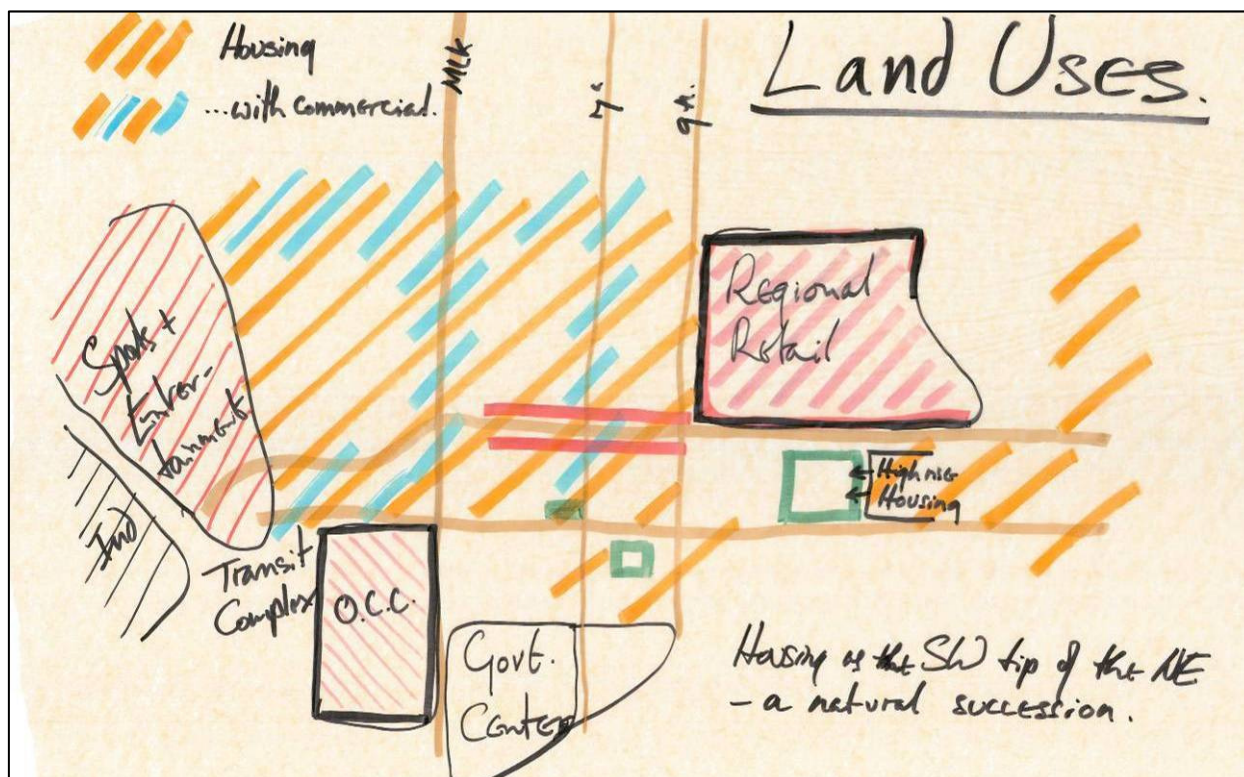 Land Uses.
Housing
...with commercial.
MLK
7th
9th.
Regional
Retail
Sports +
Enter-
tainment
High rise
Housing
Ind
Transit
Complex
O.C.C.
Govt.
Center
Housing as the SW tip of the NE
- a natural succession.